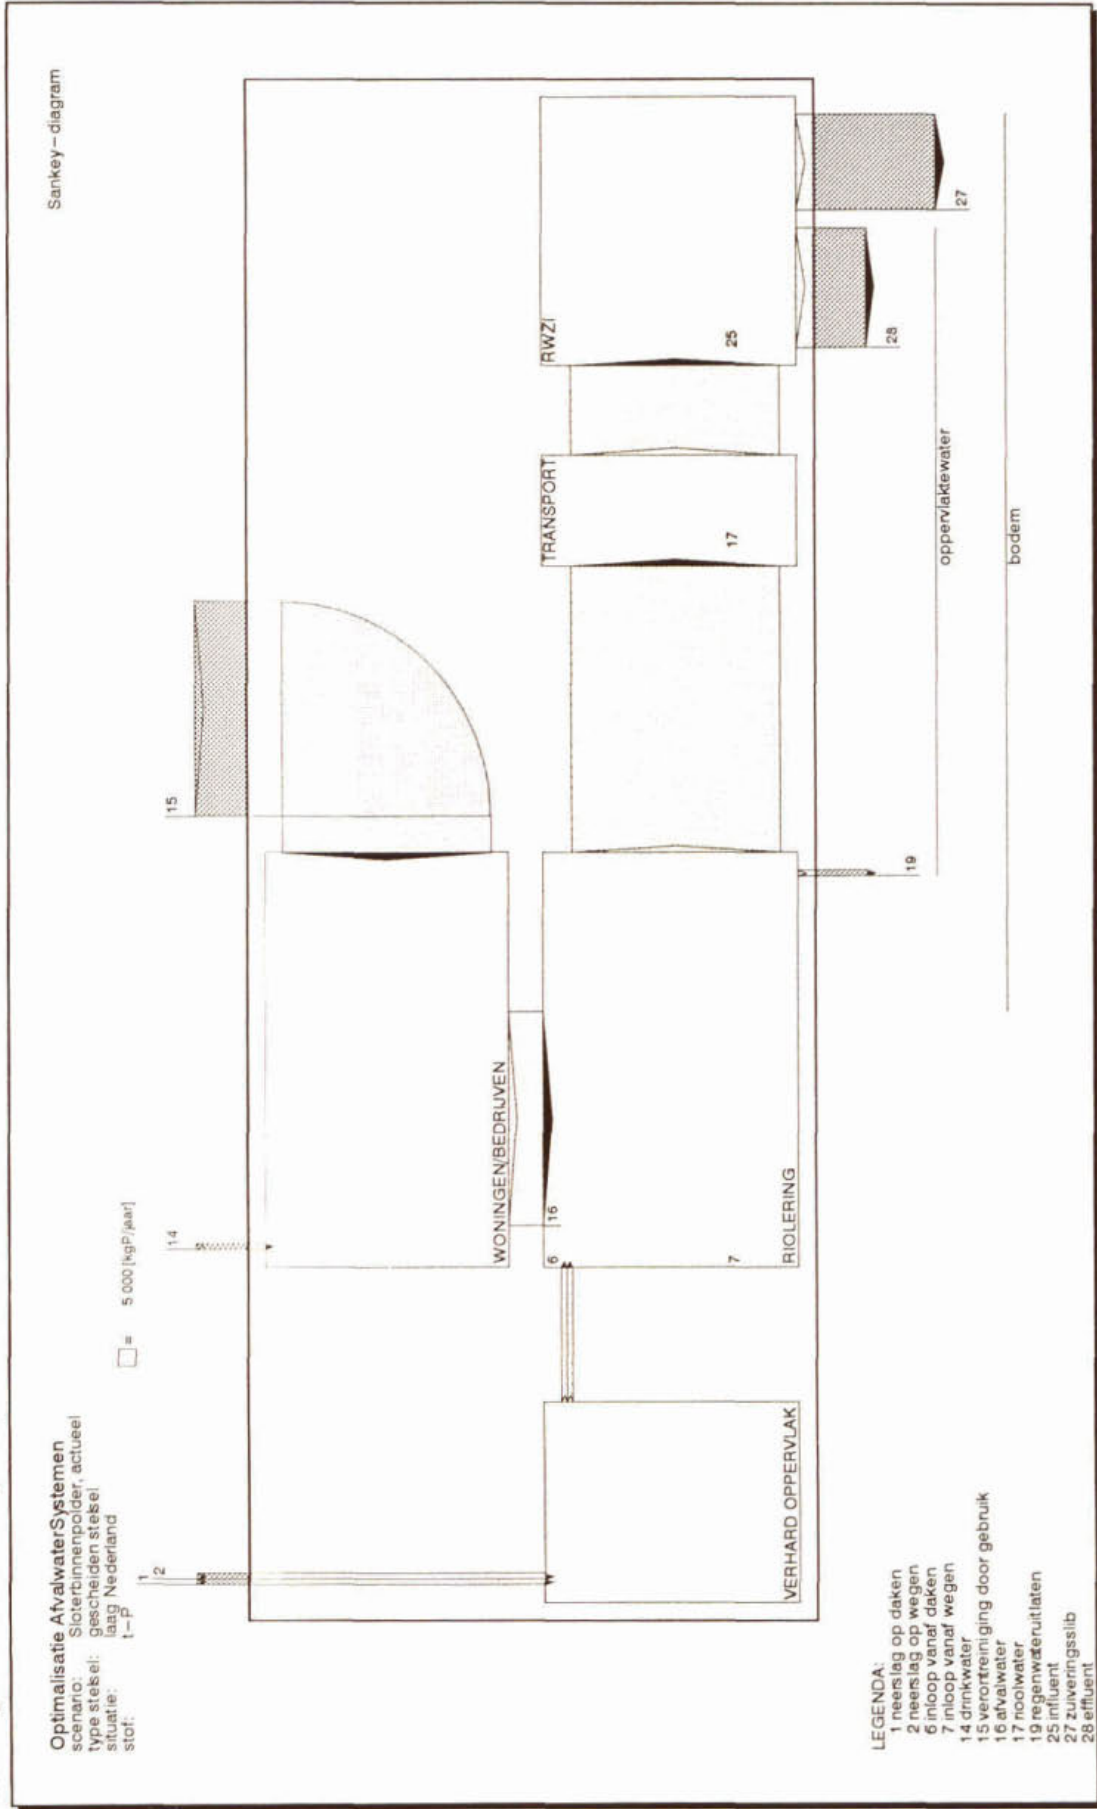 Sankey-diagram
Optimalisatie AfvalwaterSystemen
scenario: Sloterbinnenpolder, actueel
type stelsel: gescheiden stelsel
situatie: laag Nederland
stof: t-P
= 5 000 [kgP/jaar]
1
2
14
15
WONINGEN/BEDRIJVEN
16
6
7
RIOLERING
VERHARD OPPERVLAK
TRANSPORT
17
RWZI
25
19
28
27
oppervlaktewater
bodem
LEGENDA:
1 neerslag op daken
2 neerslag op wegen
6 inloop vanaf daken
7 inloop vanaf wegen
14 drinkwater
15 verontreiniging door gebruik
16 afvalwater
17 rioolwater
19 regenwateruitlaten
25 influent
27 zuiveringsslib
28 effluent